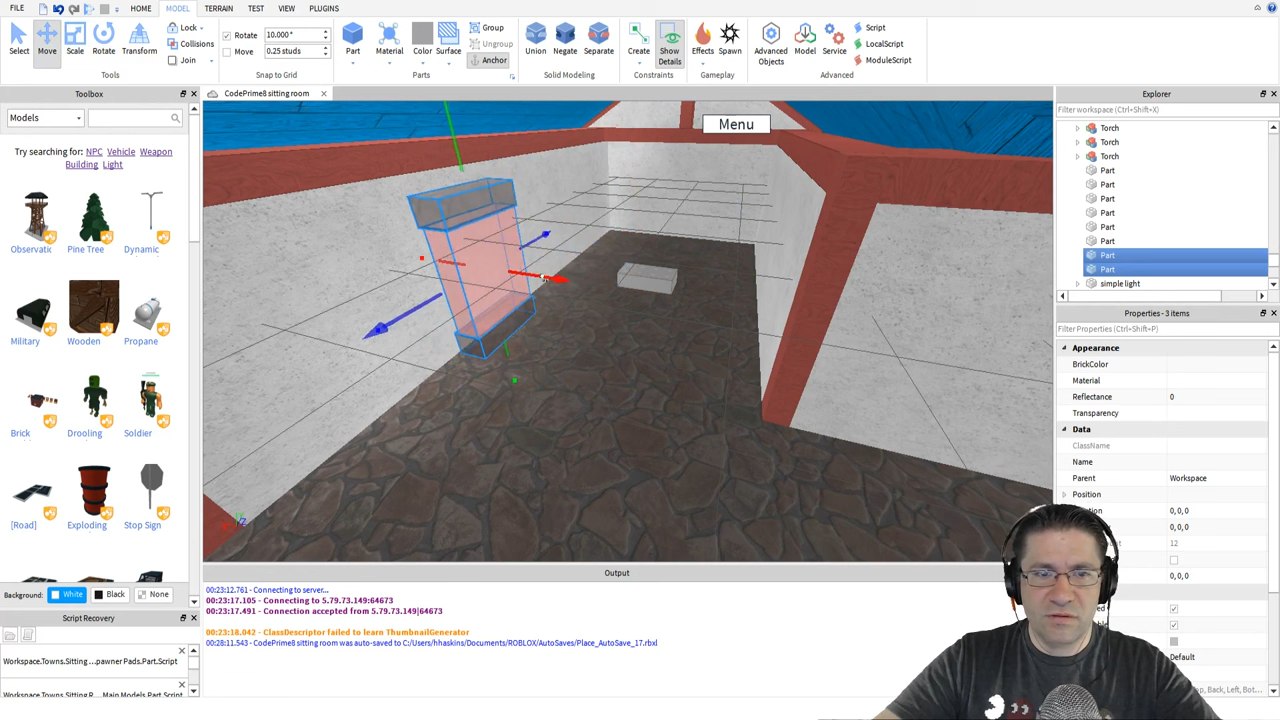 FILE HOME MODEL TERRAIN TEST VIEW PLUGINS
Select Move Scale Rotate Transform
Lock
Collisions
Join
Tools
Rotate 10.000°
Move 0.25 studs
Snap to Grid
Part Material Color Surface
Group
Ungroup
Anchor
Parts
Union Negate Separate
Solid Modeling
Create Show Details
Constraints
Effects Spawn
Gameplay
Advanced Objects Model Service
Script
LocalScript
ModuleScript
Advanced
Toolbox
CodePrime8 sitting room
Explorer
Models
Filter workspace (Ctrl+Shift+X)
Menu
Try searching for: NPC Vehicle Weapon
Building Light
Observatio Pine Tree Dynamic
Military Wooden Propane
Brick Drooling Soldier
[Road] Exploding Stop Sign
Background: White Black None
Script Recovery
Workspace.Towns.Sitting ...pawner Pads.Part.Script
Workspace.Towns.Sitting R... Main Models Part.Script
Torch
Torch
Torch
Part
Part
Part
Part
Part
Part
Part
Part
simple light
Properties - 3 items
Filter Properties (Ctrl+Shift+P)
Appearance
BrickColor
Material
Reflectance 0
Transparency
Data
ClassName
Name
Parent Workspace
Position
0, 0, 0
0, 0, 0
12
0, 0, 0
Default
Output
00:23:12.761 - Connecting to server...
00:23:17.105 - Connecting to 5.79.73.149:64673
00:23:17.491 - Connection accepted from 5.79.73.149|64673
00:23:18.042 - ClassDescriptor failed to learn ThumbnailGenerator
00:28:11.543 - CodePrime8 sitting room was auto-saved to C:/Users/hhaskins/Documents/ROBLOX/AutoSaves/Place_AutoSave_17.rbxl